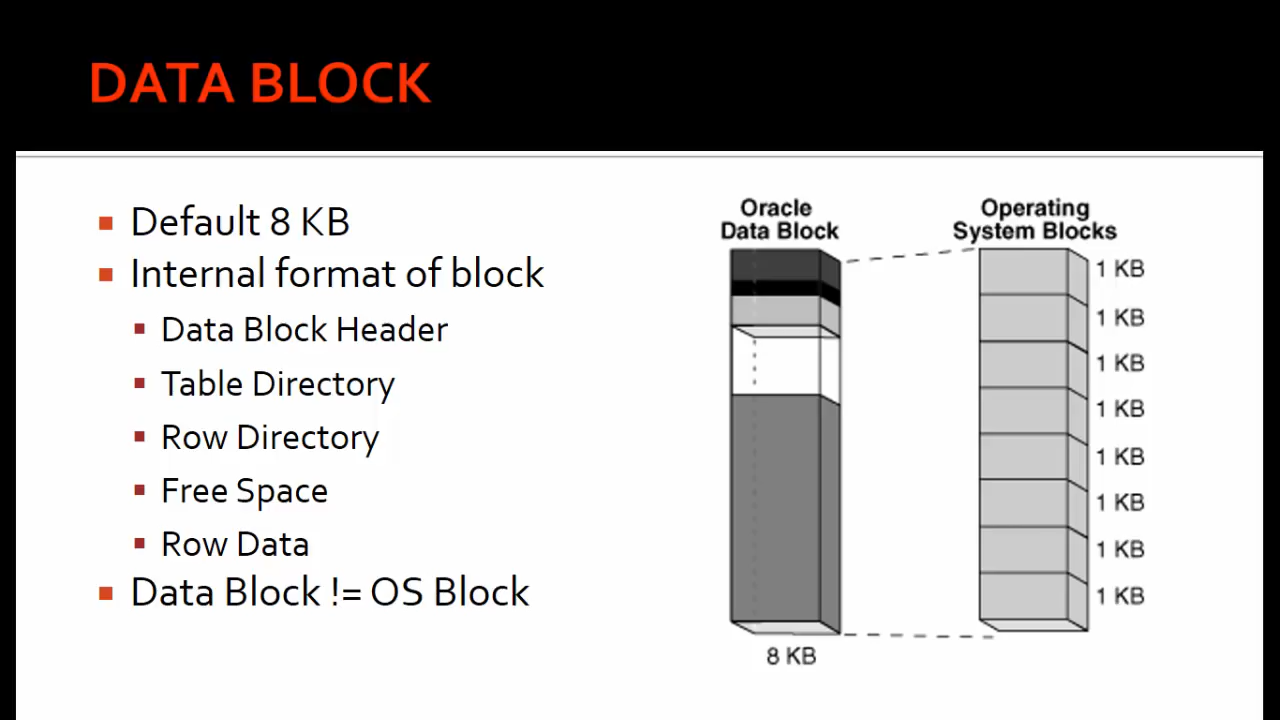 DATA BLOCK
Default 8 KB
Internal format of block
Data Block Header
Table Directory
Row Directory
Free Space
Row Data
Data Block != OS Block
Oracle
Data Block
8 KB
Operating
System Blocks
1 KB
1 KB
1 KB
1 KB
1 KB
1 KB
1 KB
1 KB